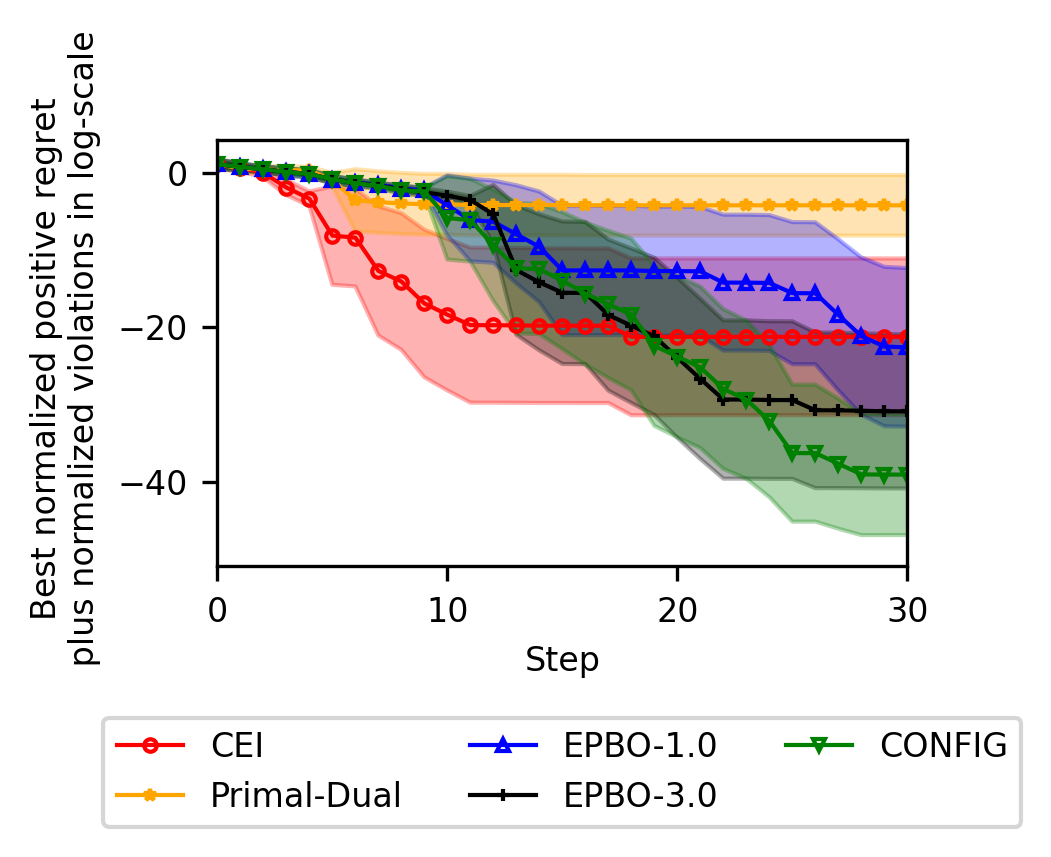 Best normalized positive regret
plus normalized violations in log-scale
0
−20
−40
0
10
20
30
Step
CEI
EPBO-1.0
CONFIG
Primal-Dual
EPBO-3.0